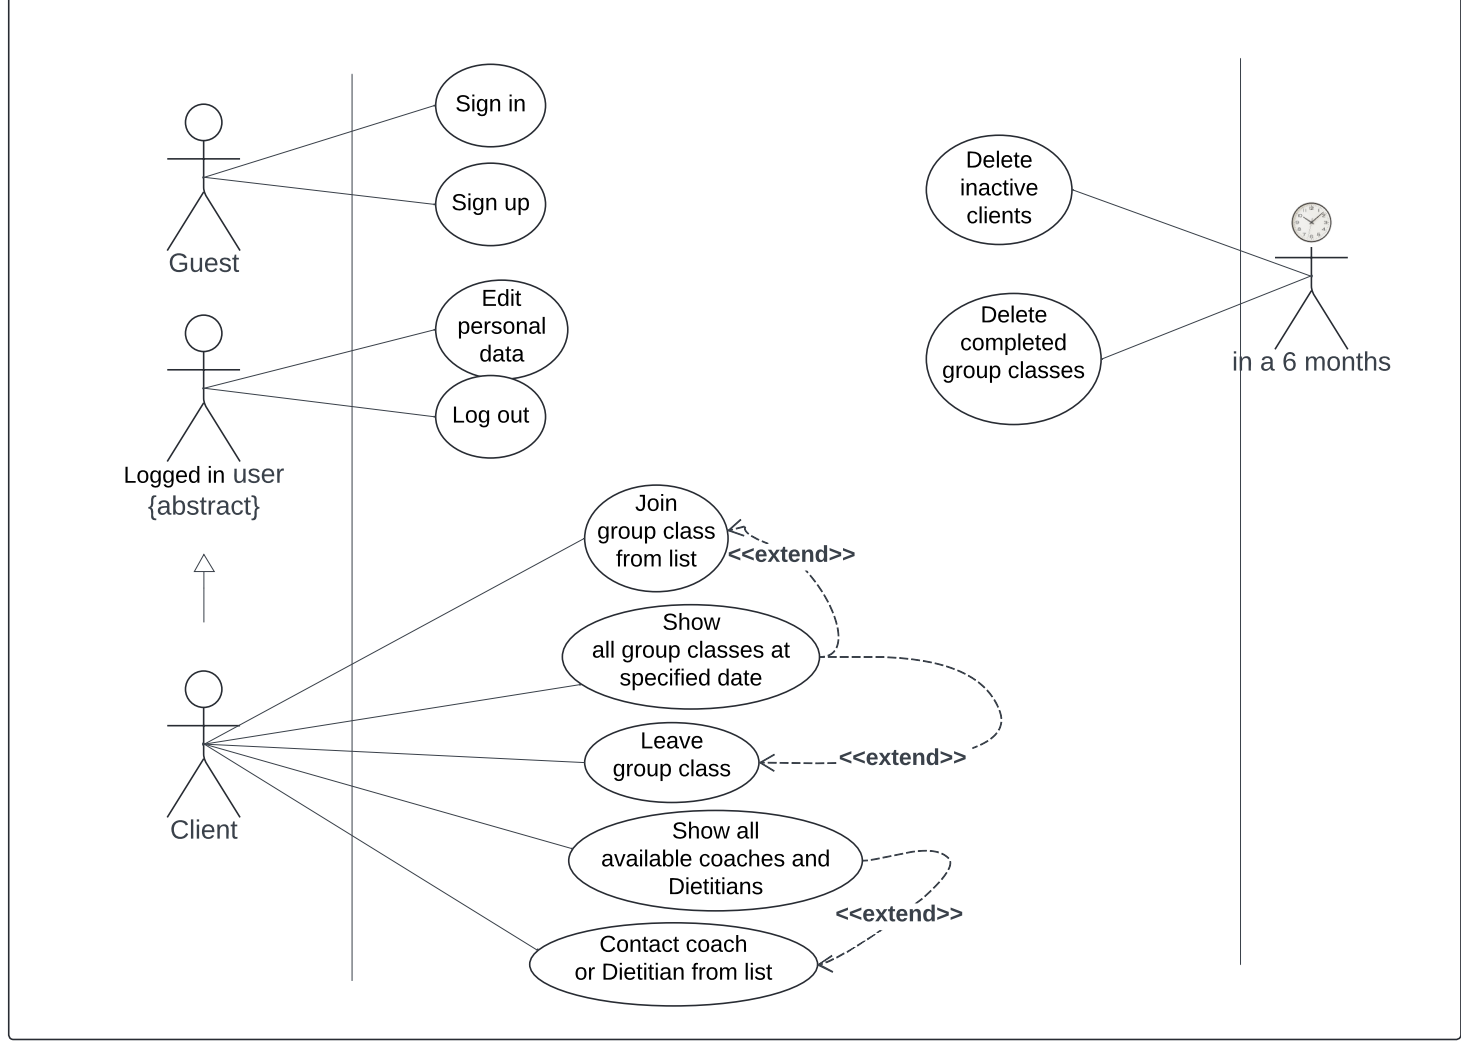 Sign in
Sign up
Guest
Edit
personal
data
Log out
Logged in user
{abstract}
Delete
inactive
clients
Delete
completed
group classes
in a 6 months
Join
group class
from list
<<extend>>
Show
all group classes at
specified date
Leave
group class
<<extend>>
Client
Show all
available coaches and
Dietitians
<<extend>>
Contact coach
or Dietitian from list